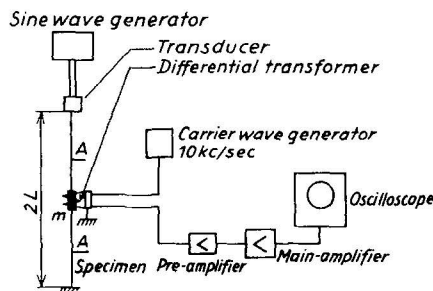 Sine wave generator
Transducer
Differential transformer
Carrier wave generator
10kc/sec
A
2L
m
Oscilloscope
A
Specimen
Pre-amplifier
Main-amplifier